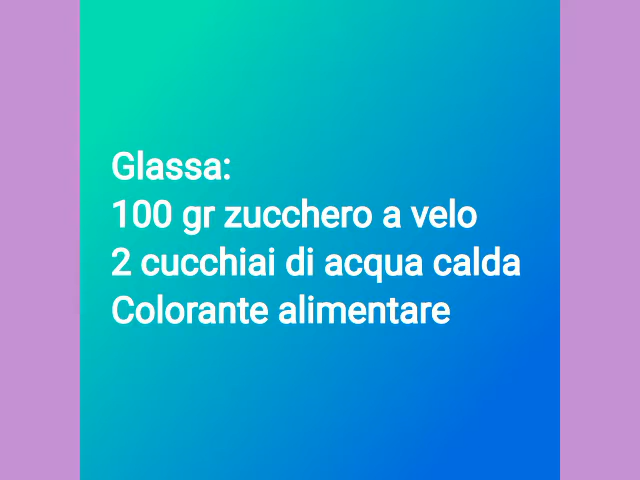 Glassa:
100 gr zucchero a velo
2 cucchiai di acqua calda
Colorante alimentare